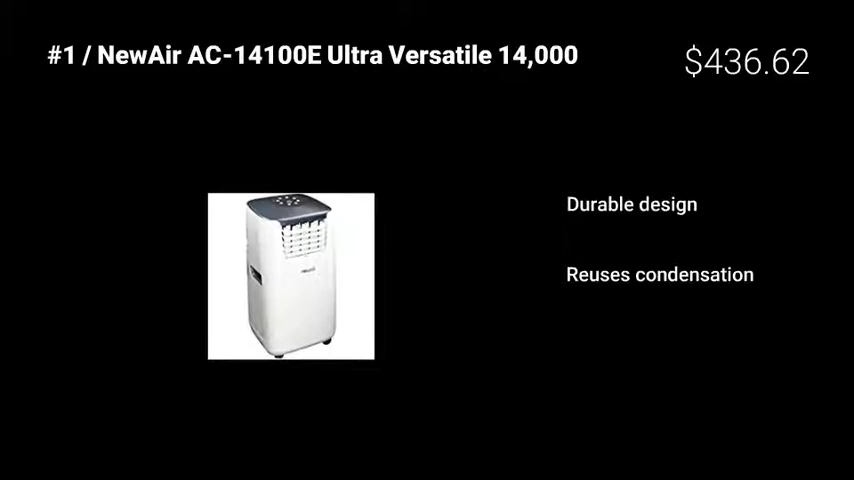 #1 / NewAir AC-14100E Ultra Versatile 14,000
$436.62
Durable design
Reuses condensation